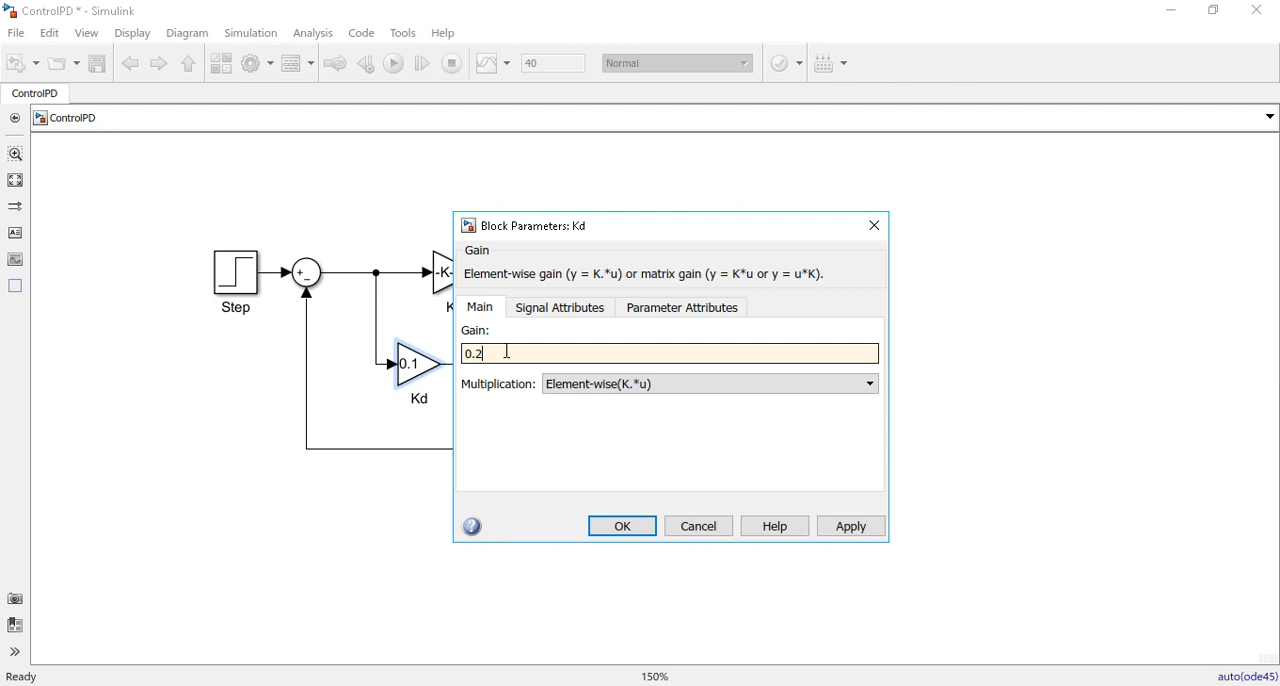 ControlPD * - Simulink
File Edit View Display Diagram Simulation Analysis Code Tools Help
40 Normal
ControlPD
ControlPD
Block Parameters: Kd
Gain
Element-wise gain (y = K.*u) or matrix gain (y = K*u or y = u*K).
Main Signal Attributes Parameter Attributes
Gain:
0.2
Multiplication: Element-wise(K.*u)
OK Cancel Help Apply
+
-
-K-
Step
K
0.1
Kd
Ready 150% auto(ode45)